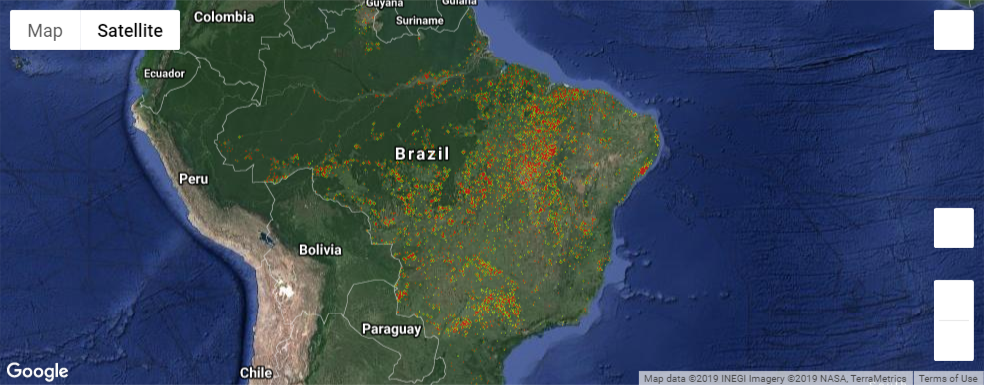 Guyana
Guiana
Colombia
Suriname
Map
Satellite
Ecuador
Brazil
Peru
Bolivia
Paraguay
Chile
Google
Map data ©2019 INEGI Imagery ©2019 NASA, TerraMetrics
Terms of Use